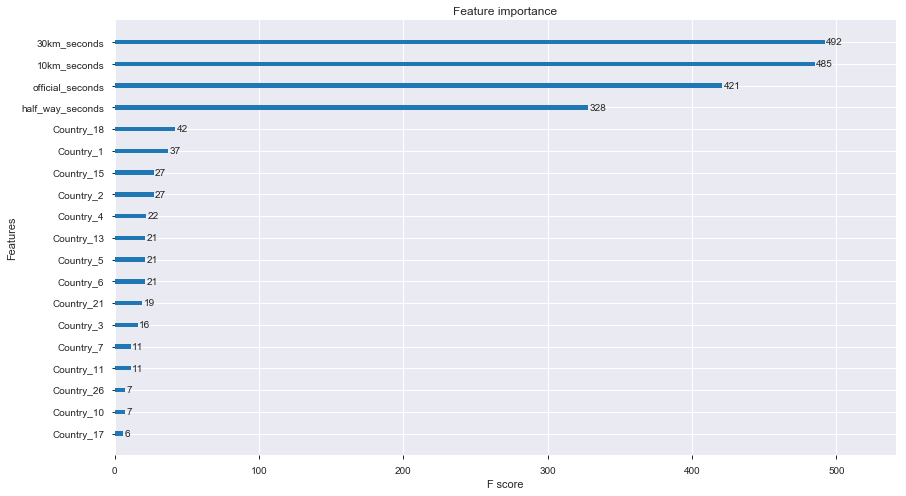 Feature importance
Features
30km_seconds 492
10km_seconds 485
official_seconds 421
half_way_seconds 328
Country_18 42
Country_1 37
Country_15 27
Country_2 27
Country_4 22
Country_13 21
Country_5 21
Country_6 21
Country_21 19
Country_3 16
Country_7 11
Country_11 11
Country_26 7
Country_10 7
Country_17 6
0 100 200 300 400 500
F score